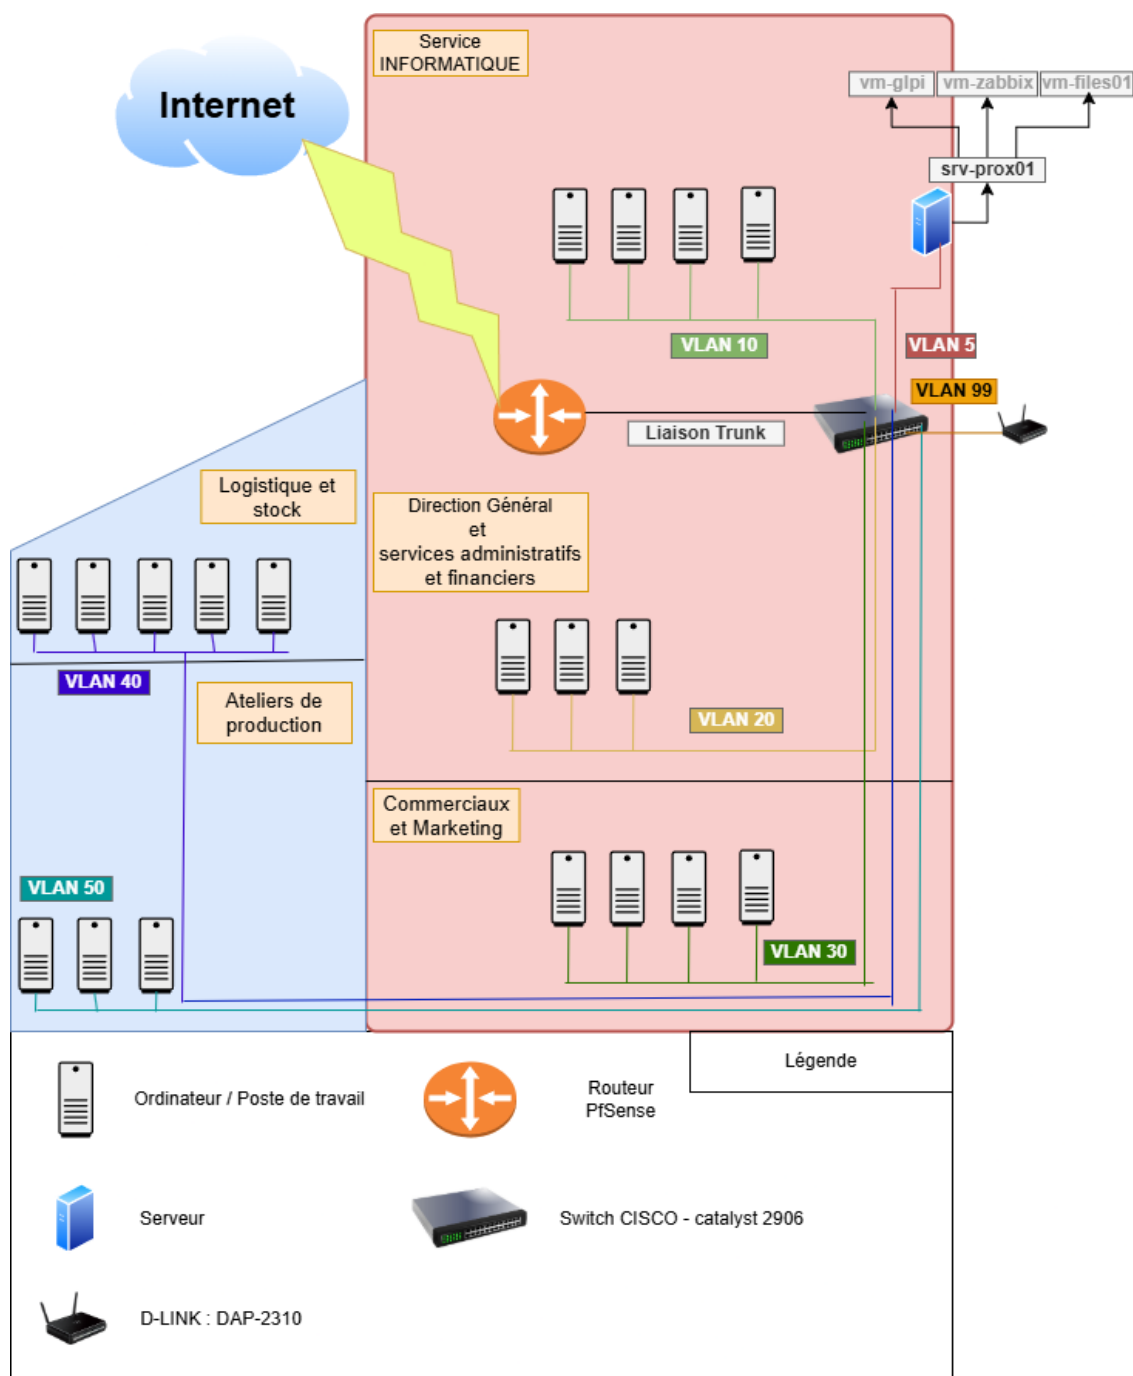 Service
INFORMATIQUE
Internet
vm-glpi
vm-zabbix
vm-files01
srv-prox01
VLAN 10
VLAN 5
VLAN 99
Liaison Trunk
Logistique et
stock
Direction Général
et
services administratifs
et financiers
VLAN 40
Ateliers de
production
VLAN 20
Commerciaux
et Marketing
VLAN 50
VLAN 30
Légende
Ordinateur / Poste de travail
Routeur
PfSense
Serveur
Switch CISCO - catalyst 2906
D-LINK : DAP-2310